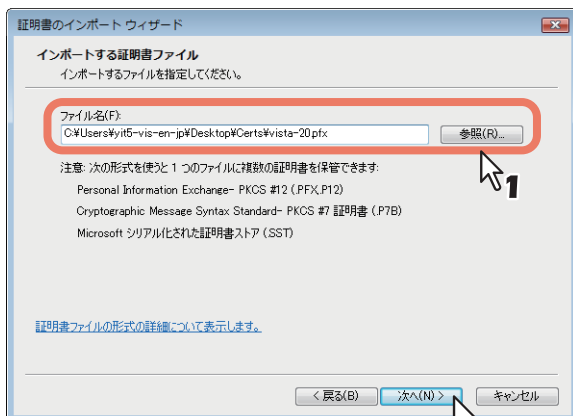 証明書のインポート ウィザード
インポートする証明書ファイル
インポートするファイルを指定してください。
ファイル名(F):
C:¥Users¥yit5-vis-en-jp¥Desktop¥Certs¥vista-20.pfx
参照(R)...
1
注意: 次の形式を使うと 1 つのファイルに複数の証明書を保管できます:
Personal Information Exchange- PKCS #12 (.PFX,.P12)
Cryptographic Message Syntax Standard- PKCS #7 証明書 (.P7B)
Microsoft シリアル化された証明書ストア (.SST)
証明書ファイルの形式の詳細について表示します。
< 戻る(B)
次へ(N) >
キャンセル